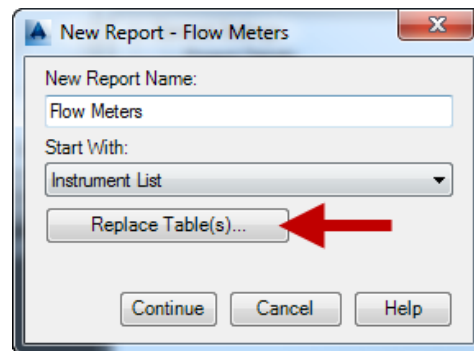 New Report - Flow Meters
New Report Name:
Flow Meters
Start With:
Instrument List
Replace Table(s)...
Continue Cancel Help